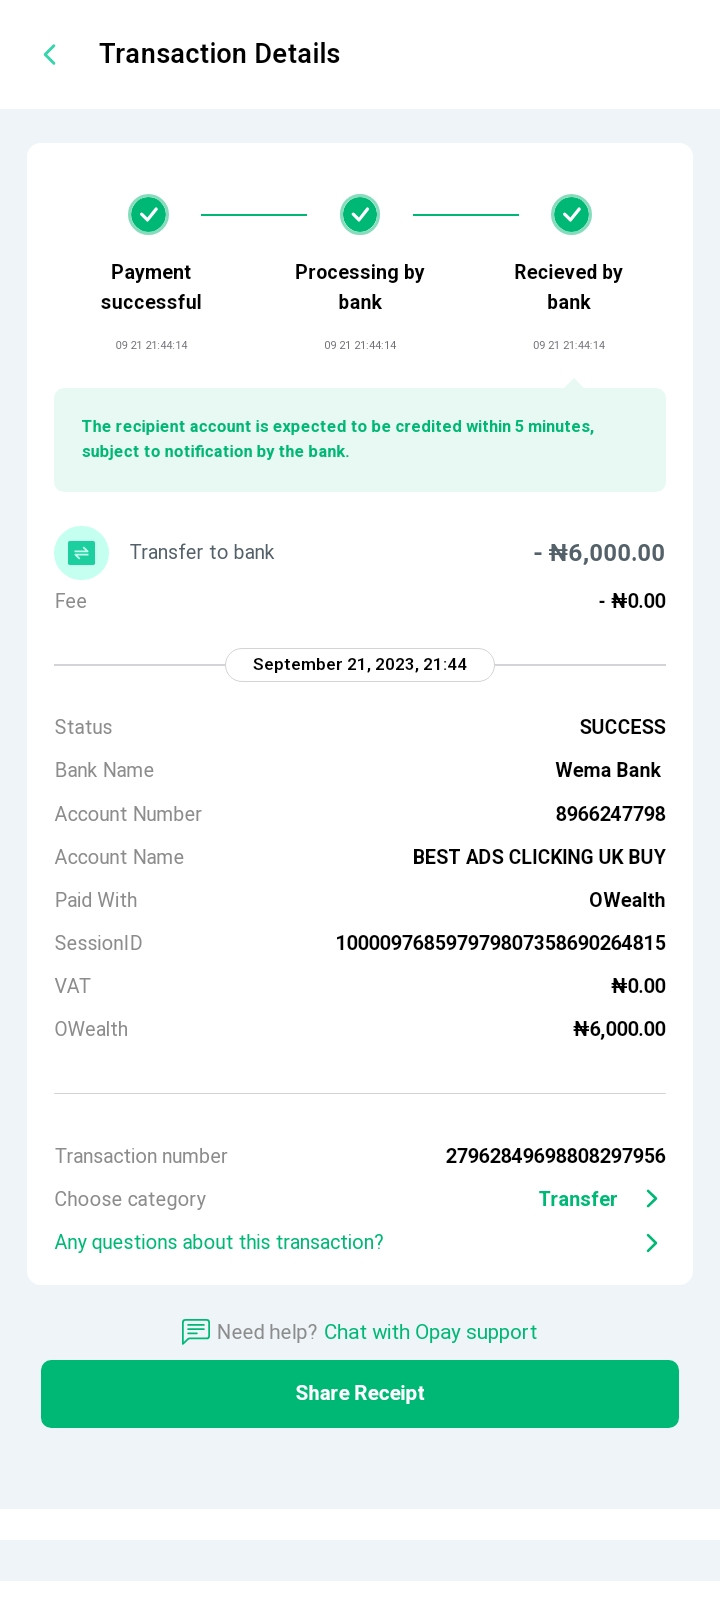 Transaction Details
Payment successful
Processing by bank
Recieved by bank
09 21 21:44:14
09 21 21:44:14
09 21 21:44:14
The recipient account is expected to be credited within 5 minutes,
subject to notification by the bank.
Transfer to bank - ₦6,000.00
Fee - ₦0.00
September 21, 2023, 21:44
Status SUCCESS
Bank Name Wema Bank
Account Number 8966247798
Account Name BEST ADS CLICKING UK BUY
Paid With OWealth
SessionID 100009768597979807358690264815
VAT ₦0.00
OWealth ₦6,000.00
Transaction number 27962849698808297956
Choose category Transfer
Any questions about this transaction?
Need help? Chat with Opay support
Share Receipt